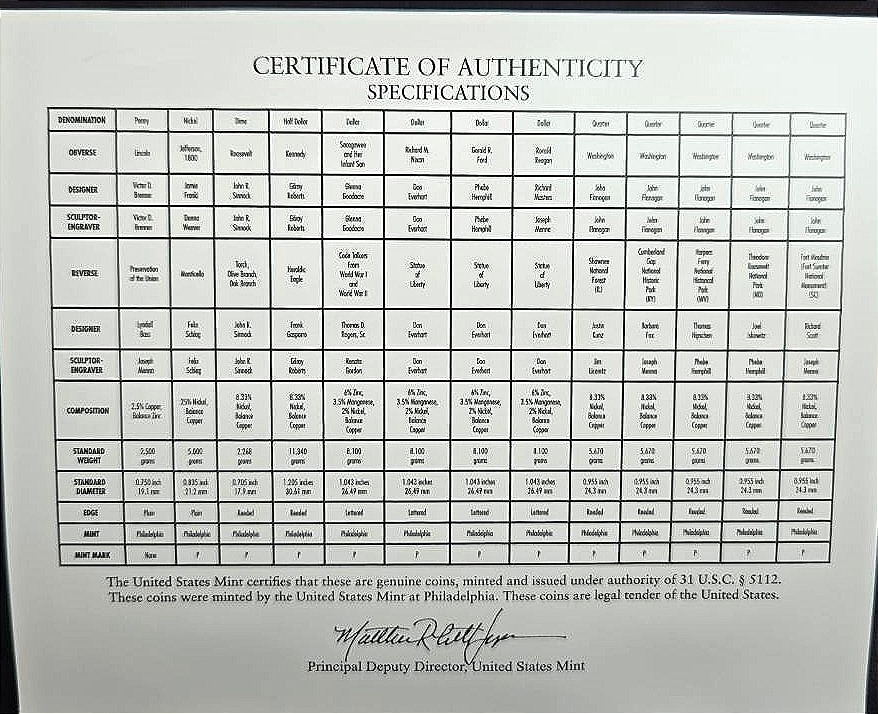 CERTIFICATE OF AUTHENTICITY
SPECIFICATIONS
DENOMINATION Penny Nickel Dime Half Dollar Dollar Dollar Dollar Dollar Quarter Quarter Quarter Quarter Quarter
OBVERSE Lincoln Jefferson, 1800 Roosevelt Kennedy Sacagawea and Her Infant Son Richard M. Nixon Gerald R. Ford Ronald Reagan Washington Washington Washington Washington Washington
DESIGNER Victor D. Brenner Jamie Franki John R. Sinnock Gilroy Roberts Glenna Goodacre Don Everhart Phebe Hemphill Richard Masters John Flanagan John Flanagan John Flanagan John Flanagan John Flanagan
SCULPTOR-ENGRAVER Victor D. Brenner Donna Weaver John R. Sinnock Gilroy Roberts Glenna Goodacre Don Everhart Phebe Hemphill Joseph Menna John Flanagan John Flanagan John Flanagan John Flanagan John Flanagan
REVERSE Preservation of the Union Monticello Torch, Olive Branch, Oak Branch Heraldic Eagle Code Talkers From World War I and World War II Statue of Liberty Statue of Liberty Statue of Liberty Shawnee National Forest (IL) Cumberland Gap National Historic Park (KY) Harpers Ferry National Historical Park (WV) Theodore Roosevelt National Park (ND) Fort Moultrie (Fort Sumter National Monument) (SC)
DESIGNER Lyndall Bass Felix Schlag John R. Sinnock Frank Gasparro Thomas D. Rogers, Sr. Don Everhart Don Everhart Don Everhart Justin Kunz Barbara Fox Thomas Hipschen Joel Iskowitz Richard Scott
SCULPTOR-ENGRAVER Joseph Menna Felix Schlag John R. Sinnock Gilroy Roberts Renata Gordon Don Everhart Don Everhart Don Everhart Jim Licaretz Joseph Menna Phebe Hemphill Phebe Hemphill Joseph Menna
COMPOSITION 2.5% Copper, Balance Zinc 25% Nickel, Balance Copper 8.33% Nickel, Balance Copper 8.33% Nickel, Balance Copper 6% Zinc, 3.5% Manganese, 2% Nickel, Balance Copper 6% Zinc, 3.5% Manganese, 2% Nickel, Balance Copper 6% Zinc, 3.5% Manganese, 2% Nickel, Balance Copper 6% Zinc, 3.5% Manganese, 2% Nickel, Balance Copper 8.33% Nickel, Balance Copper 8.33% Nickel, Balance Copper 8.33% Nickel, Balance Copper 8.33% Nickel, Balance Copper 8.33% Nickel, Balance Copper
STANDARD WEIGHT 2.500 grams 5.000 grams 2.268 grams 11.340 grams 8.100 grams 8.100 grams 8.100 grams 8.100 grams 5.670 grams 5.670 grams 5.670 grams 5.670 grams 5.670 grams
STANDARD DIAMETER 0.750 inch 19.1 mm 0.835 inch 21.2 mm 0.705 inch 17.9 mm 1.205 inches 30.61 mm 1.043 inches 26.49 mm 1.043 inches 26.49 mm 1.043 inches 26.49 mm 1.043 inches 26.49 mm 0.955 inch 24.3 mm 0.955 inch 24.3 mm 0.955 inch 24.3 mm 0.955 inch 24.3 mm 0.955 inch 24.3 mm
EDGE Plain Plain Reeded Reeded Lettered Lettered Lettered Lettered Reeded Reeded Reeded Reeded Reeded
MINT Philadelphia Philadelphia Philadelphia Philadelphia Philadelphia Philadelphia Philadelphia Philadelphia Philadelphia Philadelphia Philadelphia Philadelphia Philadelphia
MINT MARK None P P P P P P P P P P P P
The United States Mint certifies that these are genuine coins, minted and issued under authority of 31 U.S.C. § 5112.
These coins were minted by the United States Mint at Philadelphia. These coins are legal tender of the United States.
Principal Deputy Director, United States Mint